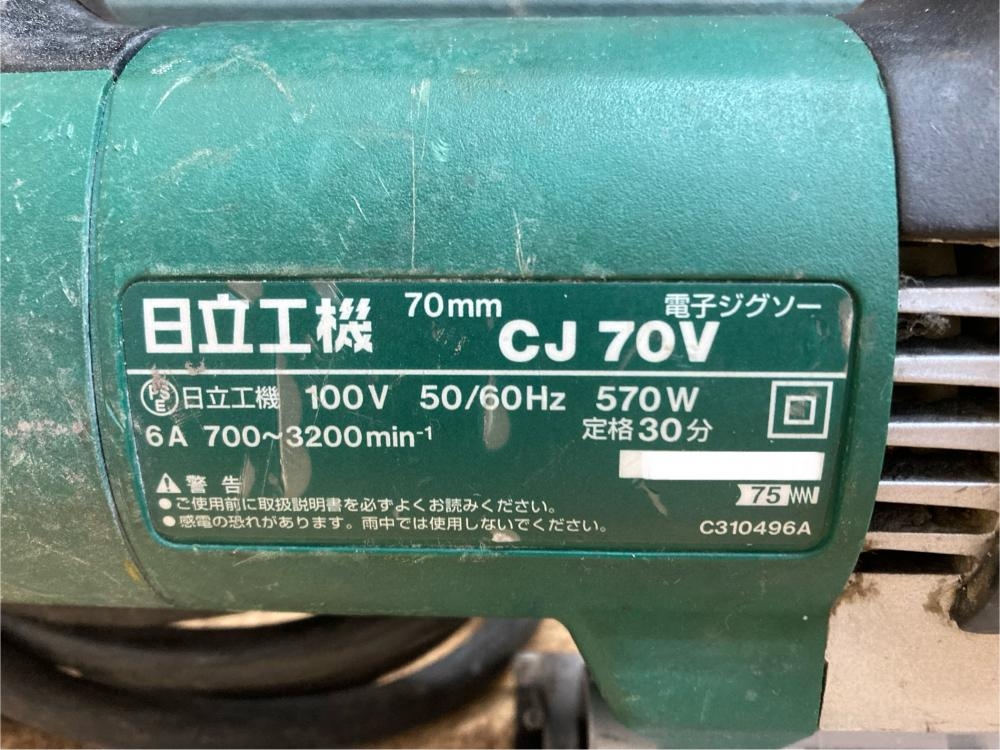 日立工機 70mm 電子ジグソー
CJ 70V
PSE 日立工機 100V 50/60Hz 570W
6A 700~3200min⁻¹ 定格30分
警告
●ご使用前に取扱説明書を必ずよくお読みください。
●感電の恐れがあります。雨中では使用しないでください。
75
C310496A